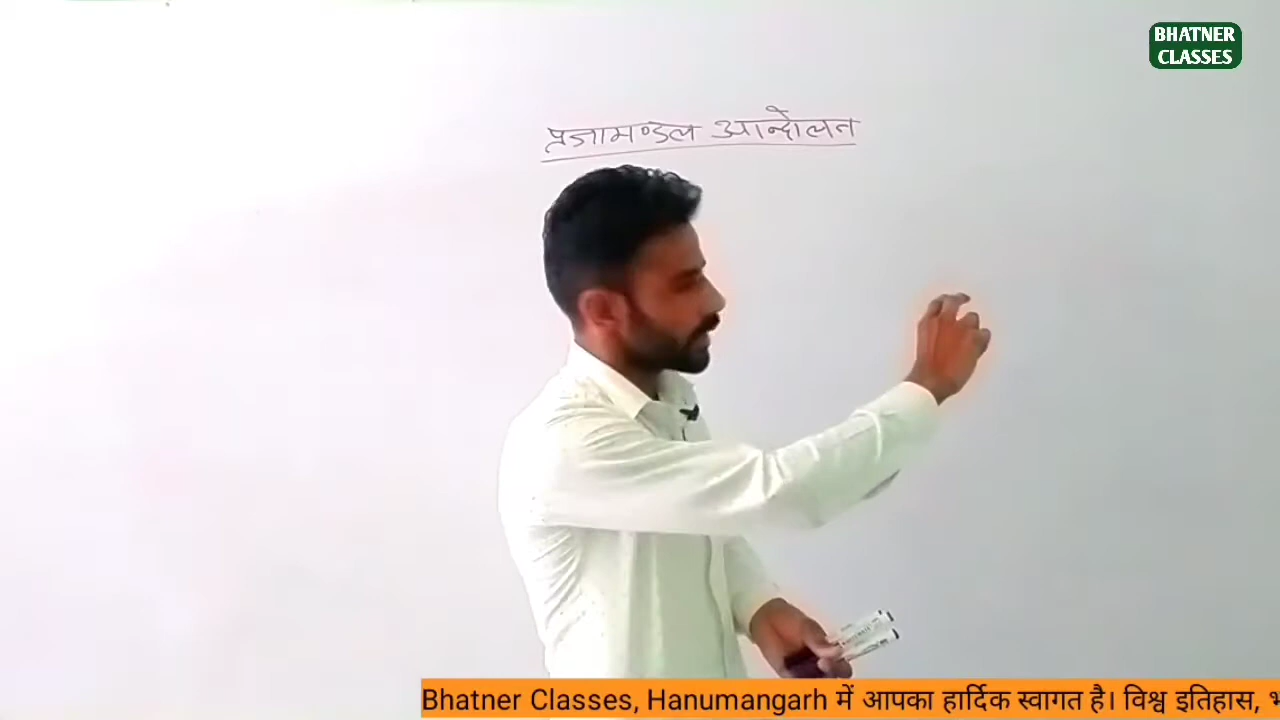 BHATNER
CLASSES
प्रजामण्डल आन्दोलन
Bhatner Classes, Hanumangarh में आपका हार्दिक स्वागत है। विश्व इतिहास,